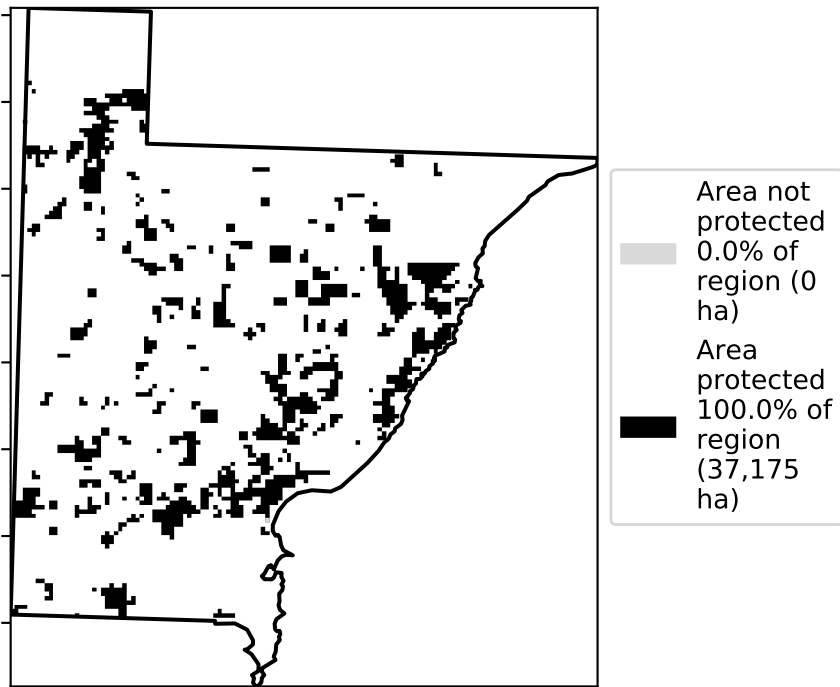 Area not
protected
0.0% of
region (0
ha)
Area
protected
100.0% of
region
(37,175
ha)